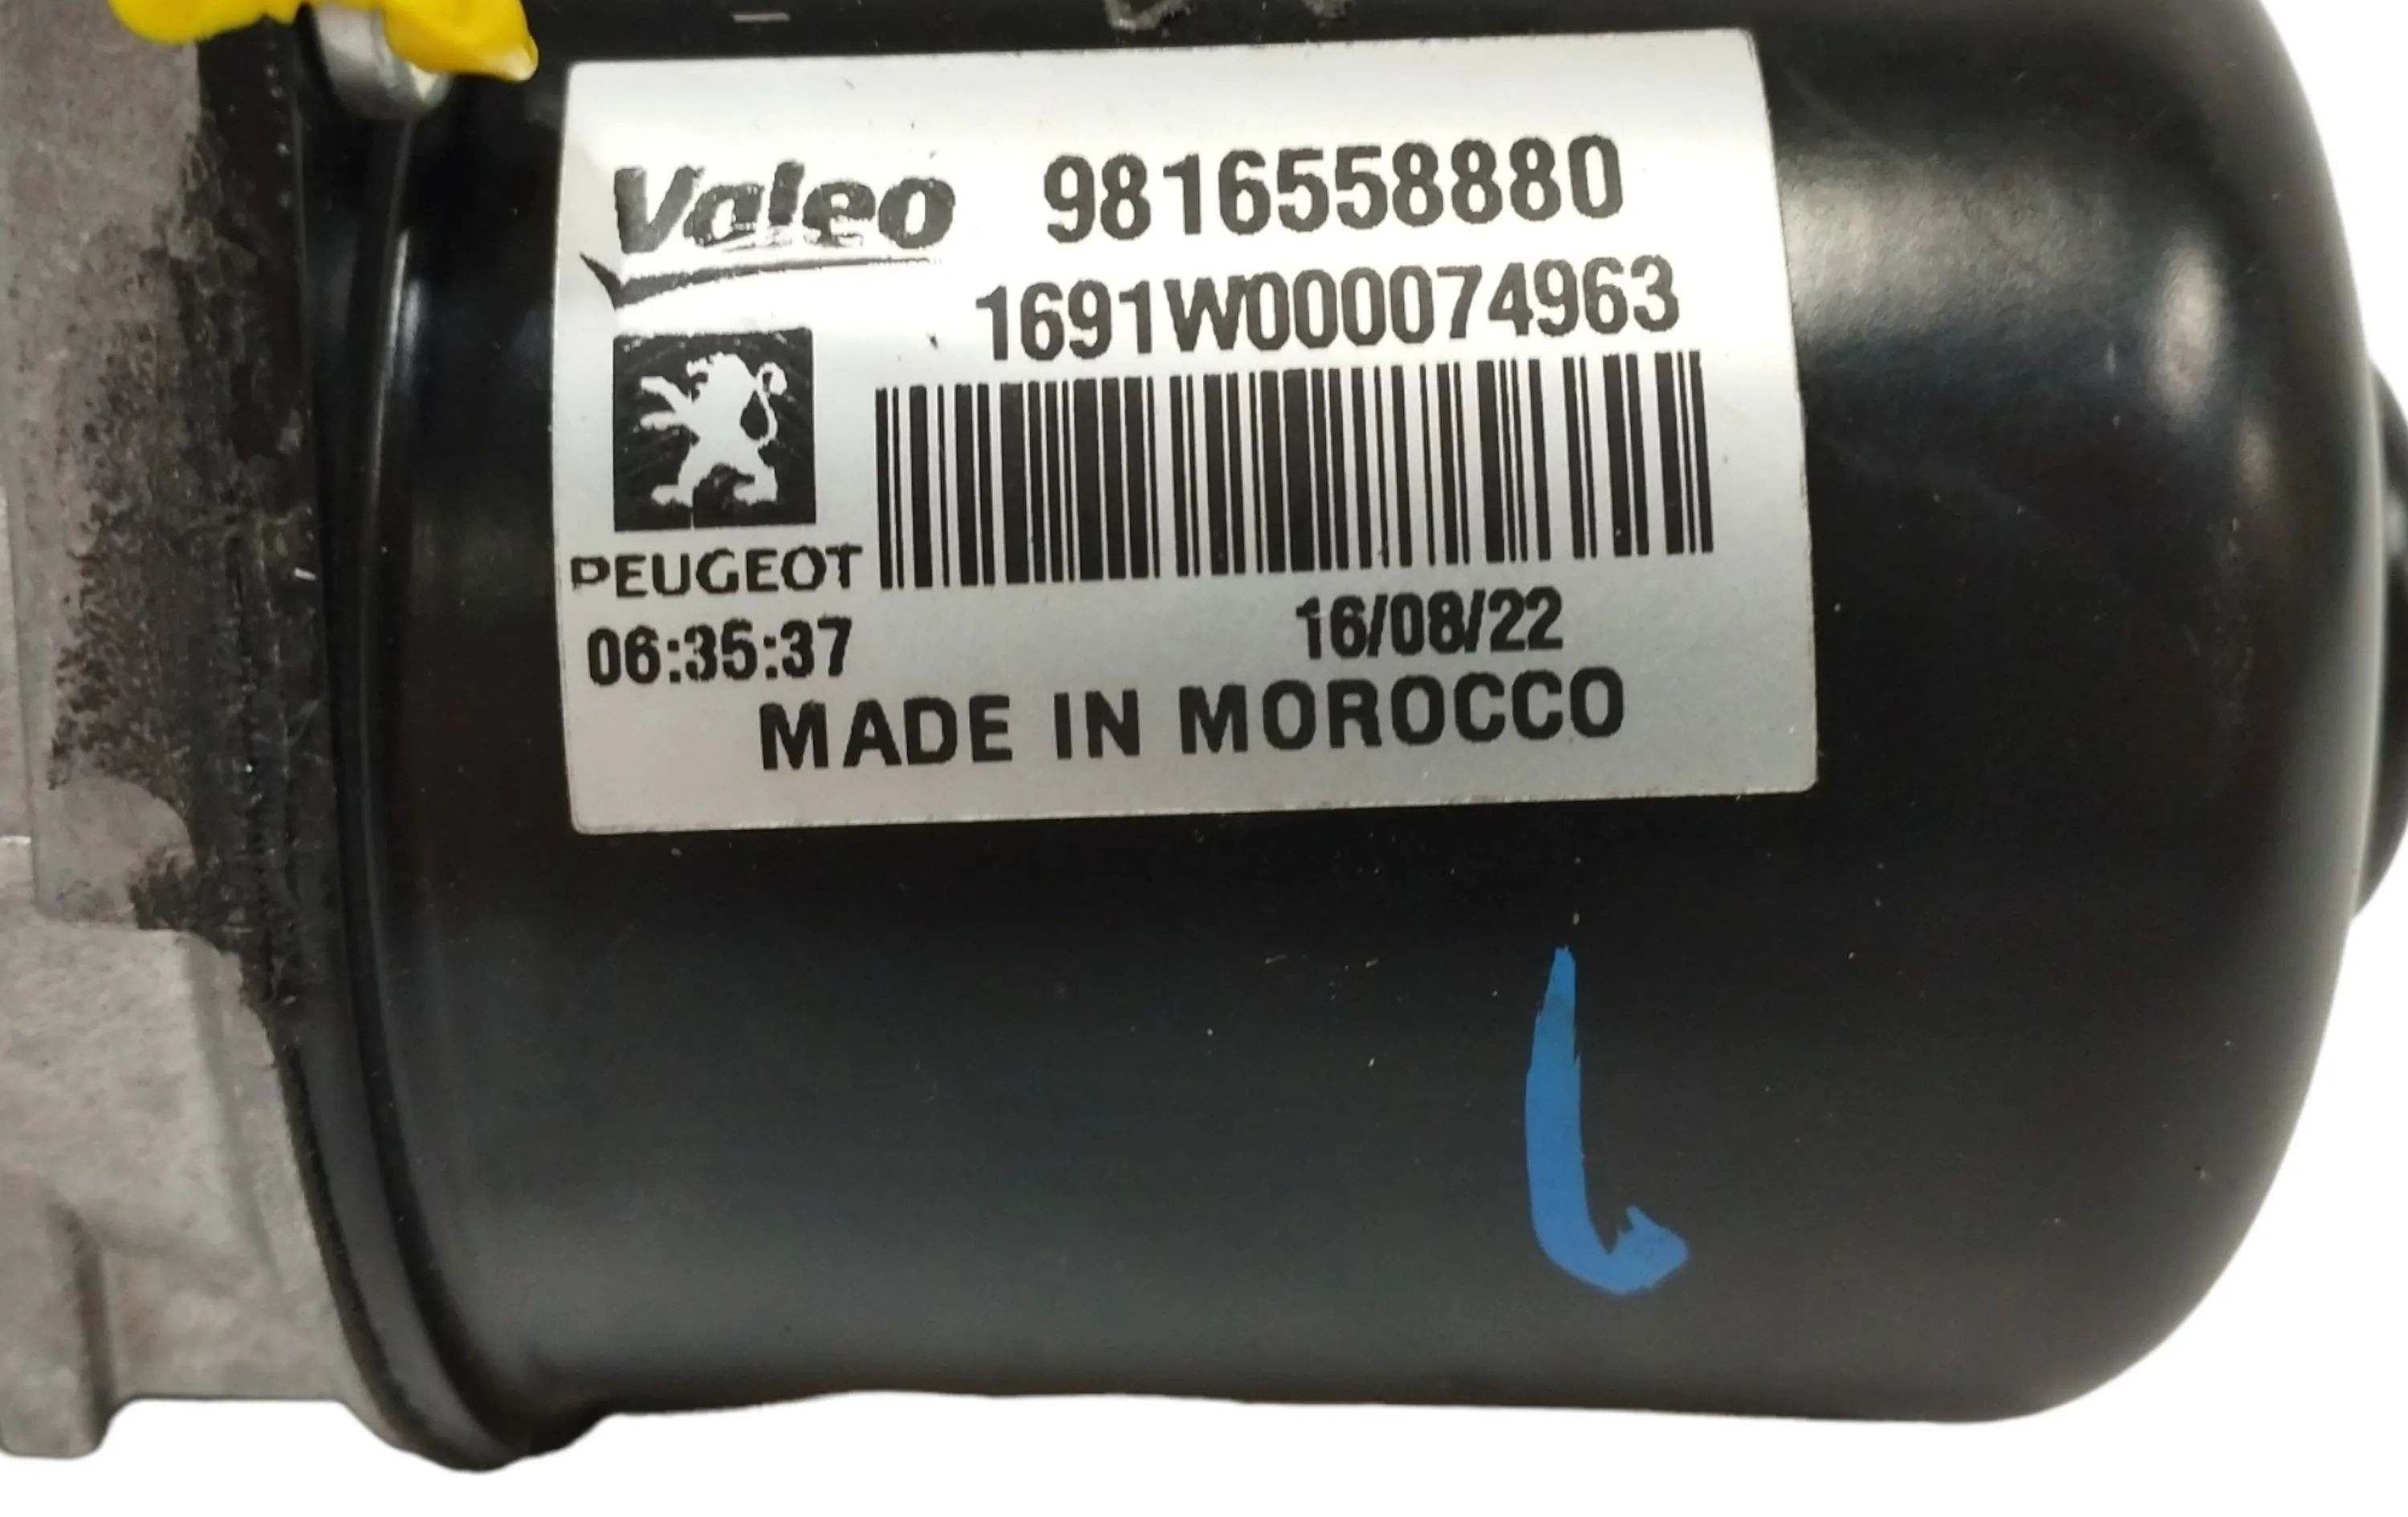 Valeo 9816558880
1691W000074963
PEUGEOT
06:35:37 16/08/22
MADE IN MOROCCO